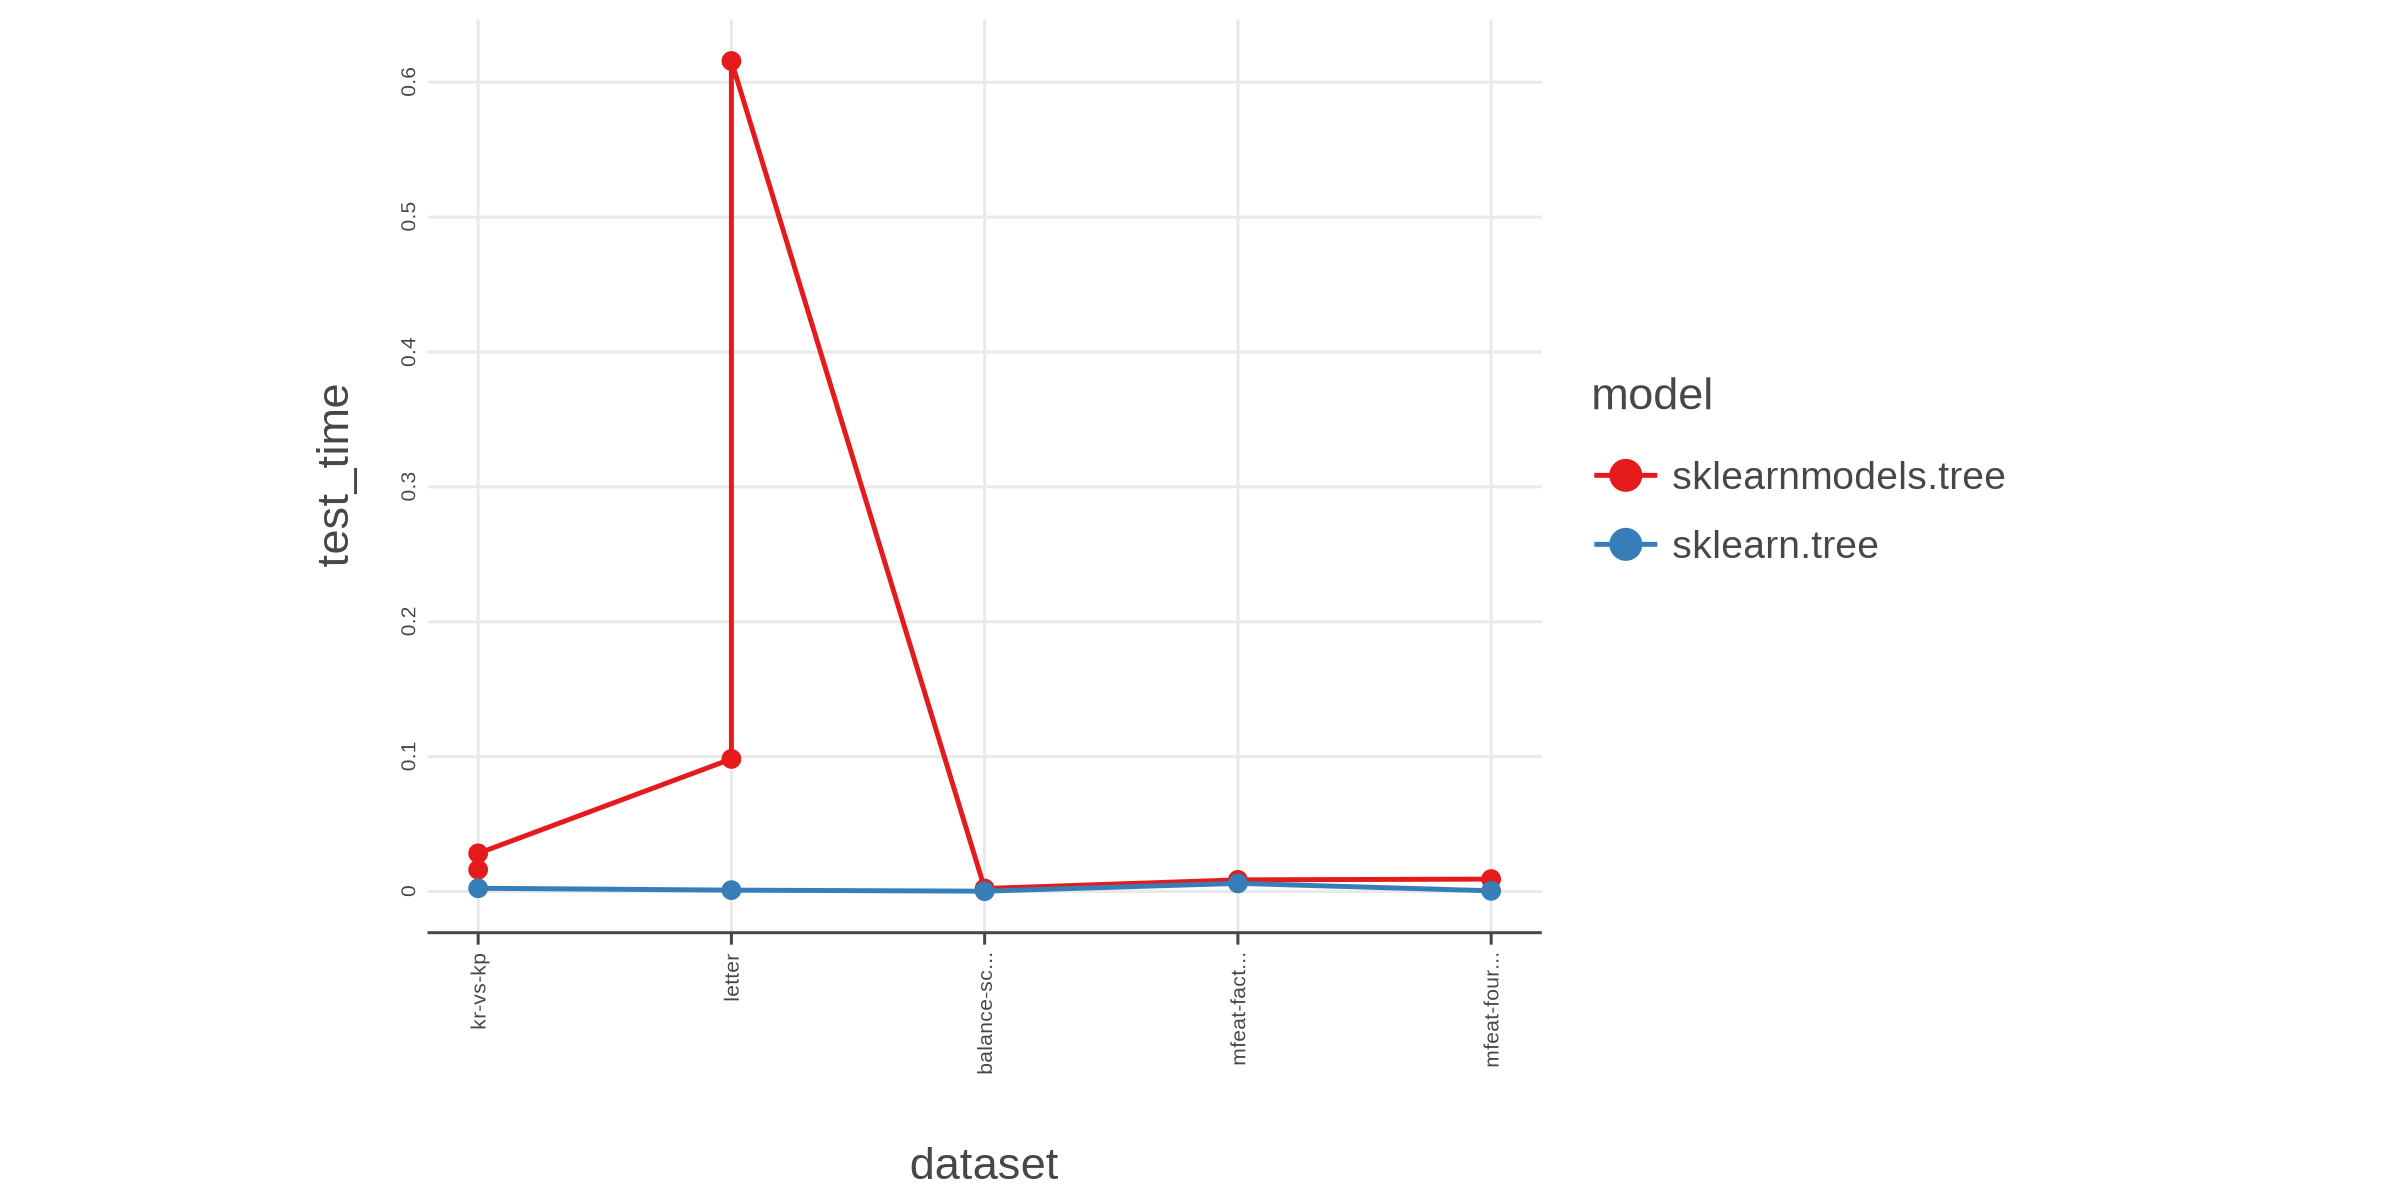 0.6
0.5
0.4
0.3
0.2
0.1
0
test_time
kr-vs-kp
letter
balance-sc...
mfeat-fact...
mfeat-four...
dataset
model
sklearnmodels.tree
sklearn.tree